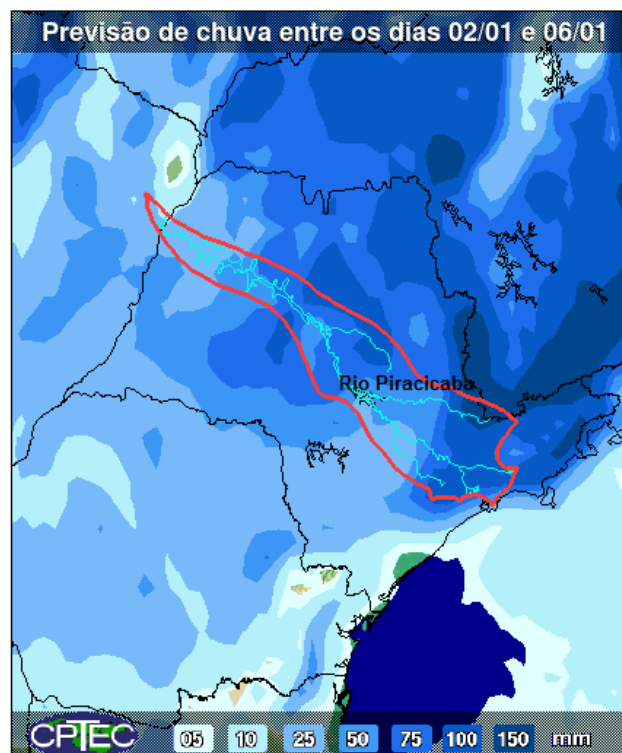 Previsão de chuva entre os dias 02/01 e 06/01
Rio Piracicaba
CPTEC 05 10 25 50 75 100 150 mm